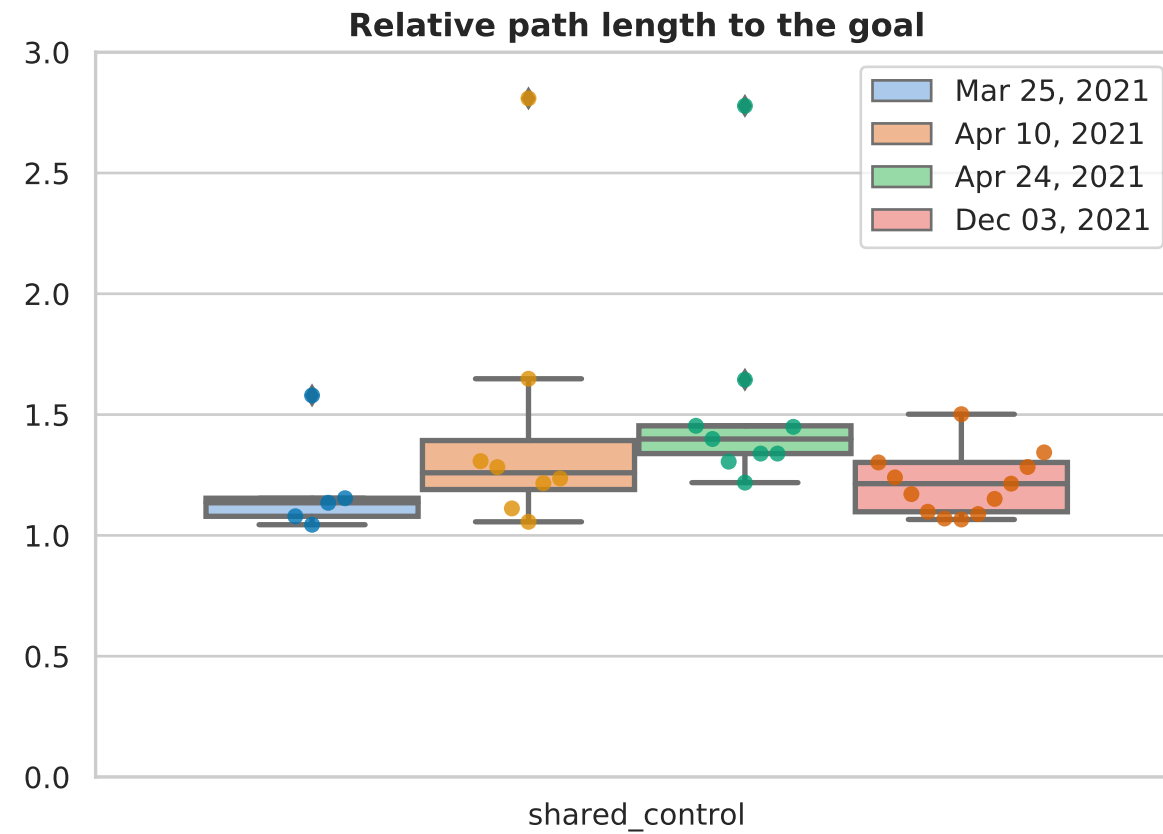 Relative path length to the goal
3.0
2.5
2.0
1.5
1.0
0.5
0.0
Mar 25, 2021
Apr 10, 2021
Apr 24, 2021
Dec 03, 2021
shared_control